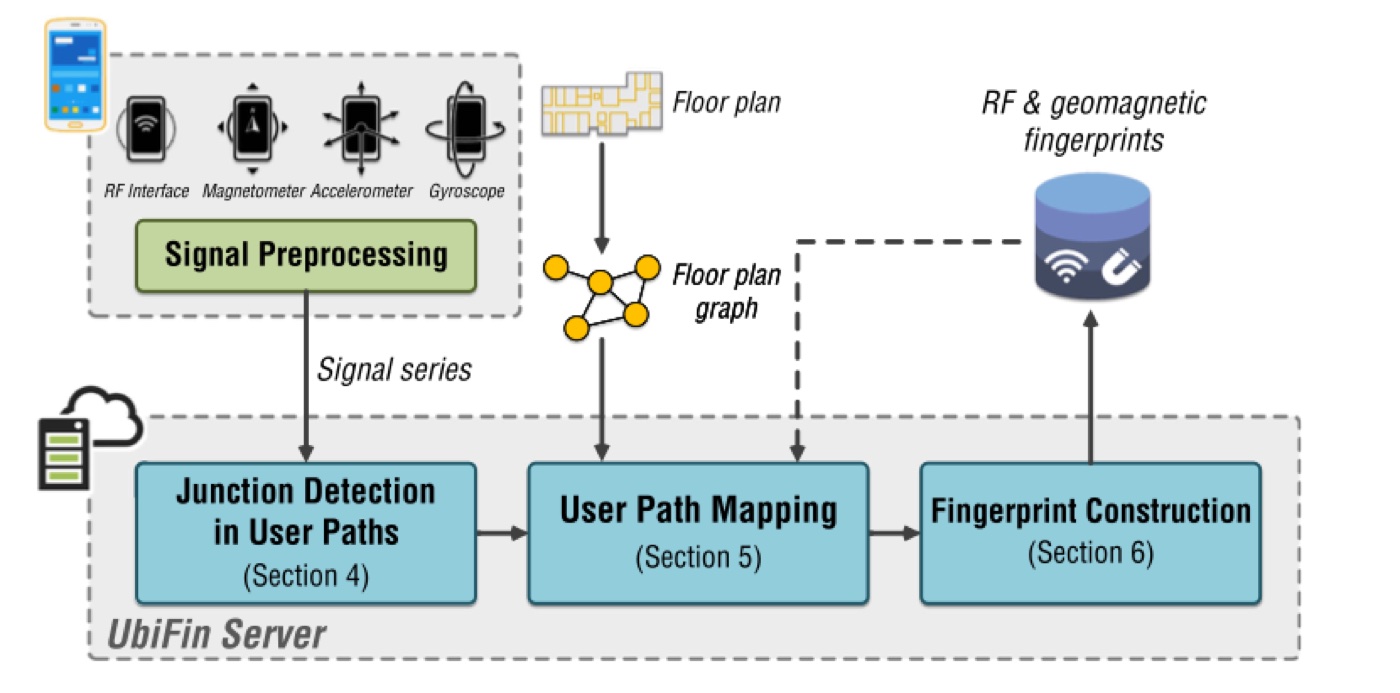 RF Interface
Magnetometer
Accelerometer
Gyroscope
Signal Preprocessing
Floor plan
RF & geomagnetic
fingerprints
Floor plan
graph
Signal series
Junction Detection
in User Paths
(Section 4)
User Path Mapping
(Section 5)
Fingerprint Construction
(Section 6)
UbiFin Server